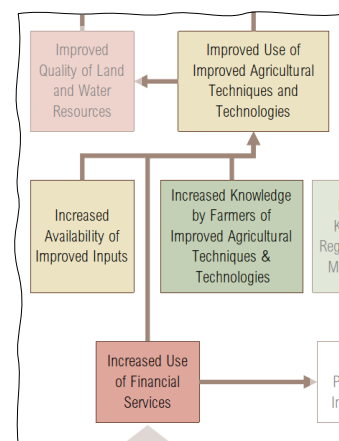 Improved
Quality of Land
and Water
Resources
Improved Use of
Improved Agricultural
Techniques and
Technologies
Increased
Availability of
Improved Inputs
Increased Knowledge
by Farmers of
Improved Agricultural
Techniques &
Technologies
Increased Use
of Financial
Services